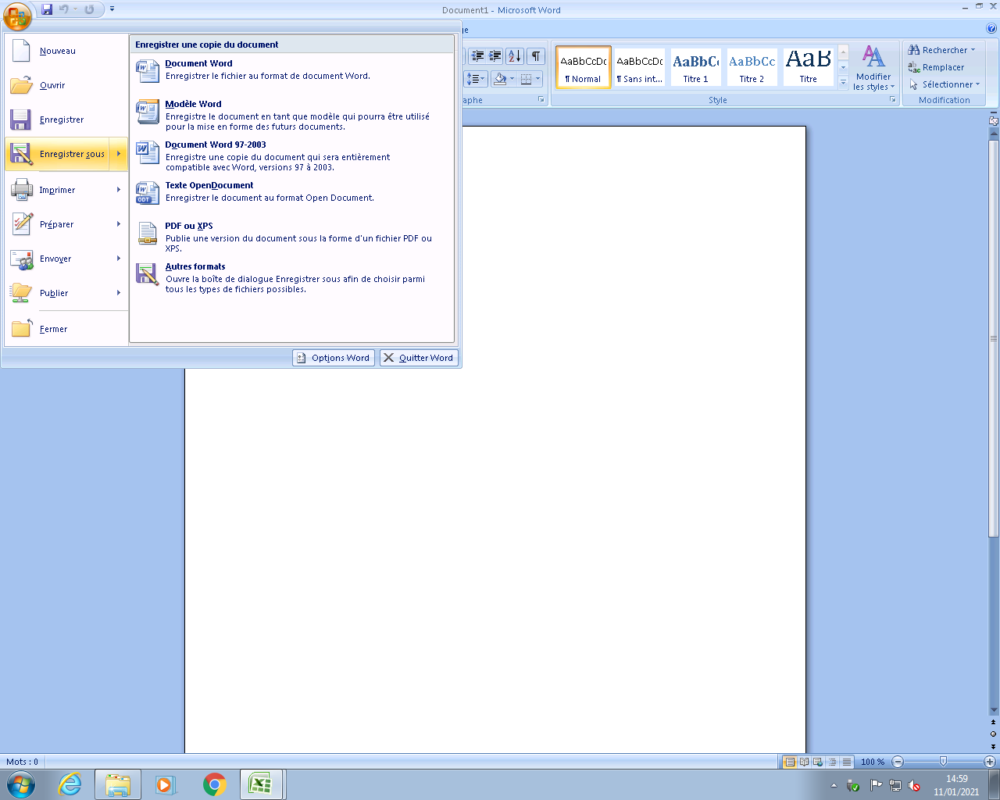 Document1 - Microsoft Word
Nouveau
Ouvrir
Enregistrer
Enregistrer sous
Imprimer
Préparer
Envoyer
Publier
Fermer
Enregistrer une copie du document
Document Word
Enregistrer le fichier au format de document Word.
Modèle Word
Enregistre le document en tant que modèle qui pourra être utilisé
pour la mise en forme des futurs documents.
Document Word 97-2003
Enregistre une copie du document qui sera entièrement
compatible avec Word, versions 97 à 2003.
Texte OpenDocument
Enregistrer le document au format Open Document.
PDF ou XPS
Publie une version du document sous la forme d'un fichier PDF ou
XPS.
Autres formats
Ouvre la boîte de dialogue Enregistrer sous afin de choisir parmi
tous les types de fichiers possibles.
Options Word
Quitter Word
AaBbCcDc
¶ Normal
AaBbCcDc
¶ Sans int...
AaBbCc
Titre 1
AaBbCc
Titre 2
AaB
Titre
Modifier
les styles
Style
Rechercher
Remplacer
Sélectionner
Modification
Mots : 0
100 %
14:59
11/01/2021